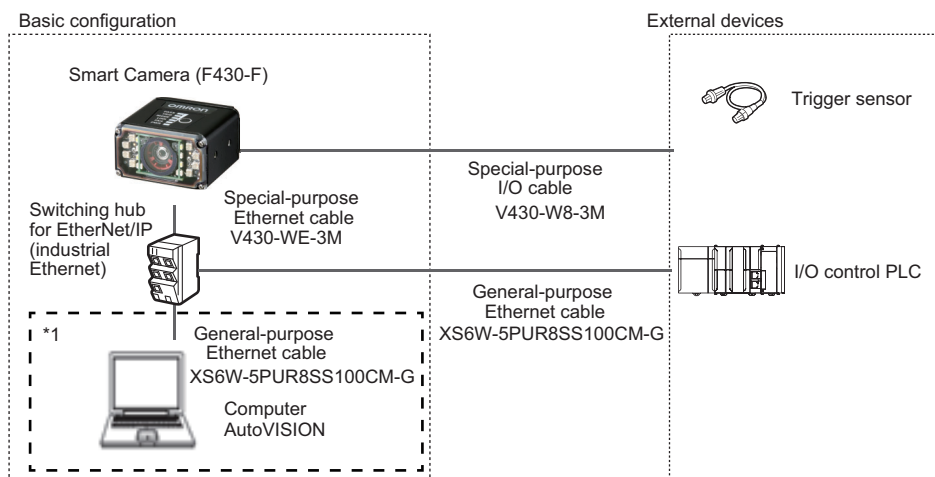 Basic configuration
External devices
Smart Camera (F430-F)
omron
Trigger sensor
Special-purpose
I/O cable
V430-W8-3M
Special-purpose
Ethernet cable
V430-WE-3M
Switching hub
for EtherNet/IP
(industrial
Ethernet)
I/O control PLC
General-purpose
Ethernet cable
XS6W-5PUR8SS100CM-G
*1
General-purpose
Ethernet cable
XS6W-5PUR8SS100CM-G
Computer
AutoVISION